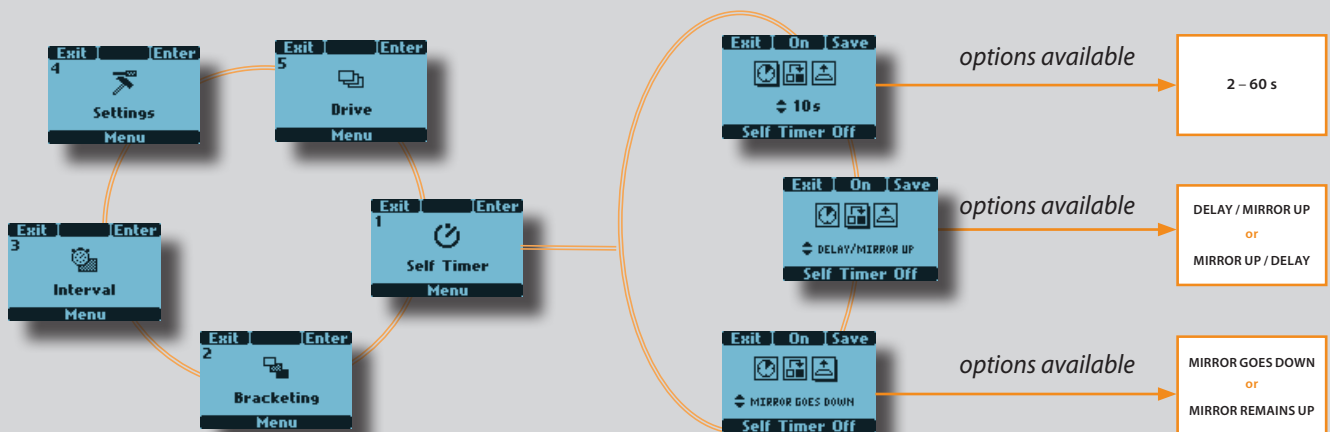 Exit Enter
4
Settings
Menu
Exit Enter
5
Drive
Menu
Exit Enter
1
Self Timer
Menu
Exit Enter
3
Interval
Menu
Exit Enter
2
Bracketing
Menu
Exit On Save
10 s
Self Timer Off
options available
2 – 60 s
Exit On Save
DELAY/MIRROR UP
Self Timer Off
options available
DELAY / MIRROR UP
or
MIRROR UP / DELAY
Exit On Save
MIRROR GOES DOWN
Self Timer Off
options available
MIRROR GOES DOWN
or
MIRROR REMAINS UP